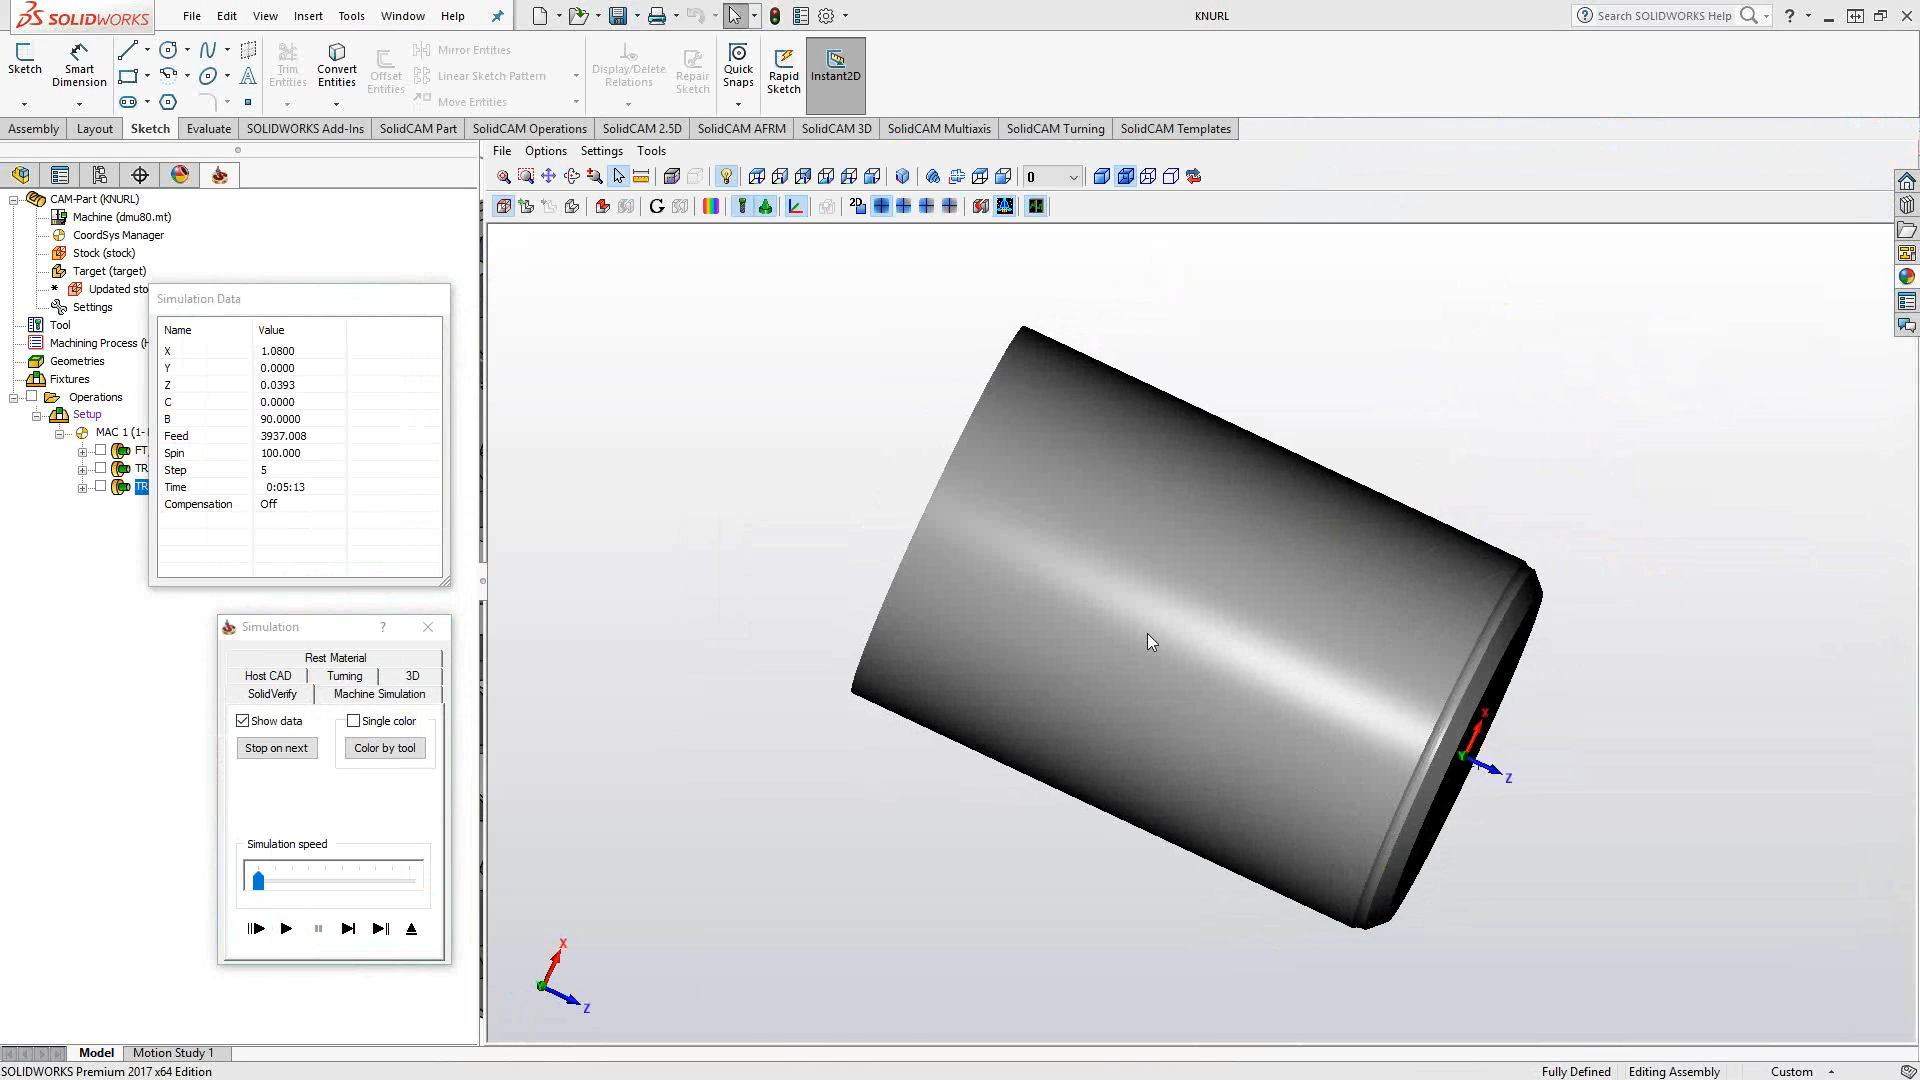 SOLIDWORKS File Edit View Insert Tools Window Help KNURL Search SOLIDWORKS Help ?
Sketch Smart Dimension Trim Entities Convert Entities Offset Entities Mirror Entities Linear Sketch Pattern Move Entities Display/Delete Relations Repair Sketch Quick Snaps Rapid Sketch Instant2D
Assembly Layout Sketch Evaluate SOLIDWORKS Add-Ins SolidCAM Part SolidCAM Operations SolidCAM 2.5D SolidCAM AFRM SolidCAM 3D SolidCAM Multiaxis SolidCAM Turning SolidCAM Templates
File Options Settings Tools
0
2D
CAM-Part (KNURL)
Machine (dmu80.mt)
CoordSys Manager
Stock (stock)
Target (target)
* Updated sto
Settings
Tool
Machining Process (H
Geometries
Fixtures
Operations
Setup
MAC 1 (1-
FT
TR
TR
Simulation Data
Name Value
X 1.0800
Y 0.0000
Z 0.0393
C 0.0000
B 90.0000
Feed 3937.008
Spin 100.000
Step 5
Time 0:05:13
Compensation Off
Simulation ?
Rest Material
Host CAD Turning 3D
SolidVerify Machine Simulation
Show data Single color
Stop on next Color by tool
Simulation speed
X
Y
Z
X
Z
Model Motion Study 1
SOLIDWORKS Premium 2017 x64 Edition Fully Defined Editing Assembly Custom